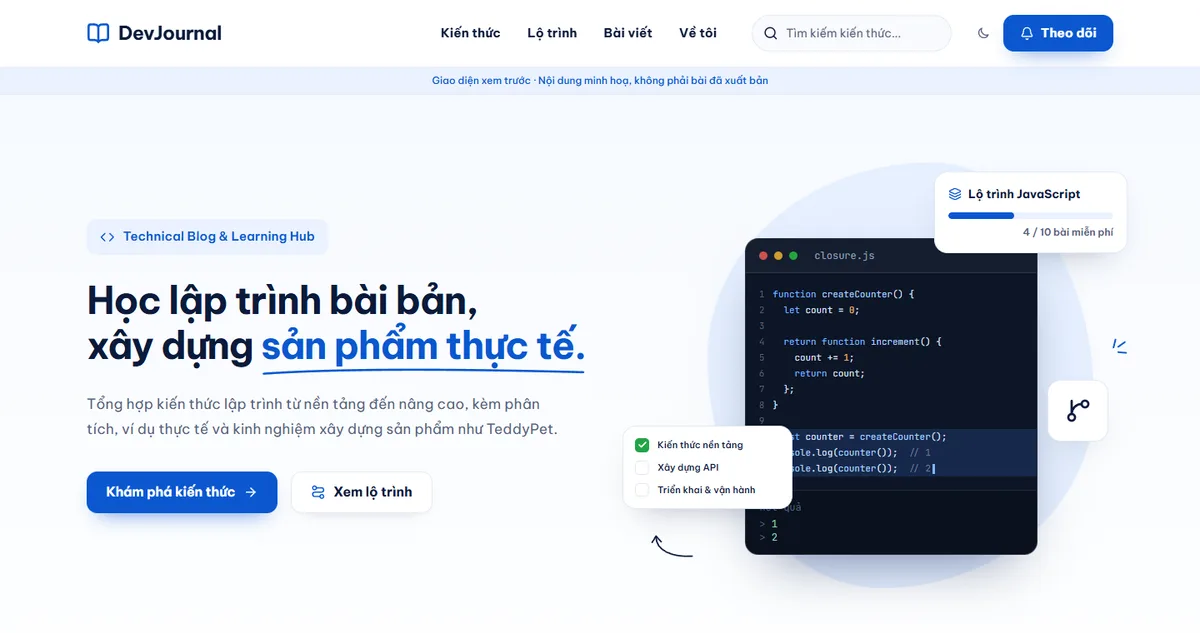 DevJournal
Kiến thức
Lộ trình
Bài viết
Về tôi
Tìm kiếm kiến thức...
Theo dõi
Giao diện xem trước · Nội dung minh hoạ, không phải bài đã xuất bản
Technical Blog & Learning Hub
Học lập trình bài bản,
xây dựng sản phẩm thực tế.
Tổng hợp kiến thức lập trình từ nền tảng đến nâng cao, kèm phân
tích, ví dụ thực tế và kinh nghiệm xây dựng sản phẩm như TeddyPet.
Khám phá kiến thức
Xem lộ trình
Lộ trình JavaScript
4 / 10 bài miễn phí
closure.js
1 function createCounter() {
2 let count = 0;
3
4 return function increment() {
5 count += 1;
6 return count;
7 };
8 }
9
st counter = createCounter();
sole.log(counter()); // 1
sole.log(counter()); // 2
Kiến thức nền tảng
Xây dựng API
Triển khai & vận hành
quả
> 1
> 2